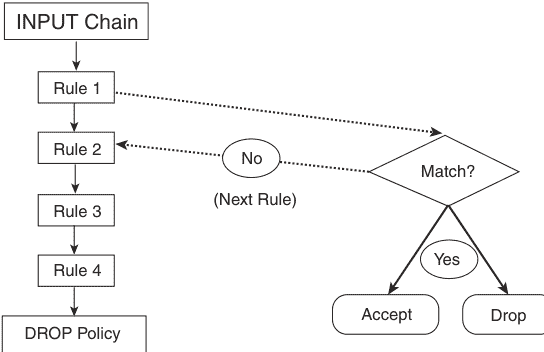 INPUT Chain
Rule 1
Rule 2
No
Match?
(Next Rule)
Rule 3
Yes
Rule 4
Accept
Drop
DROP Policy